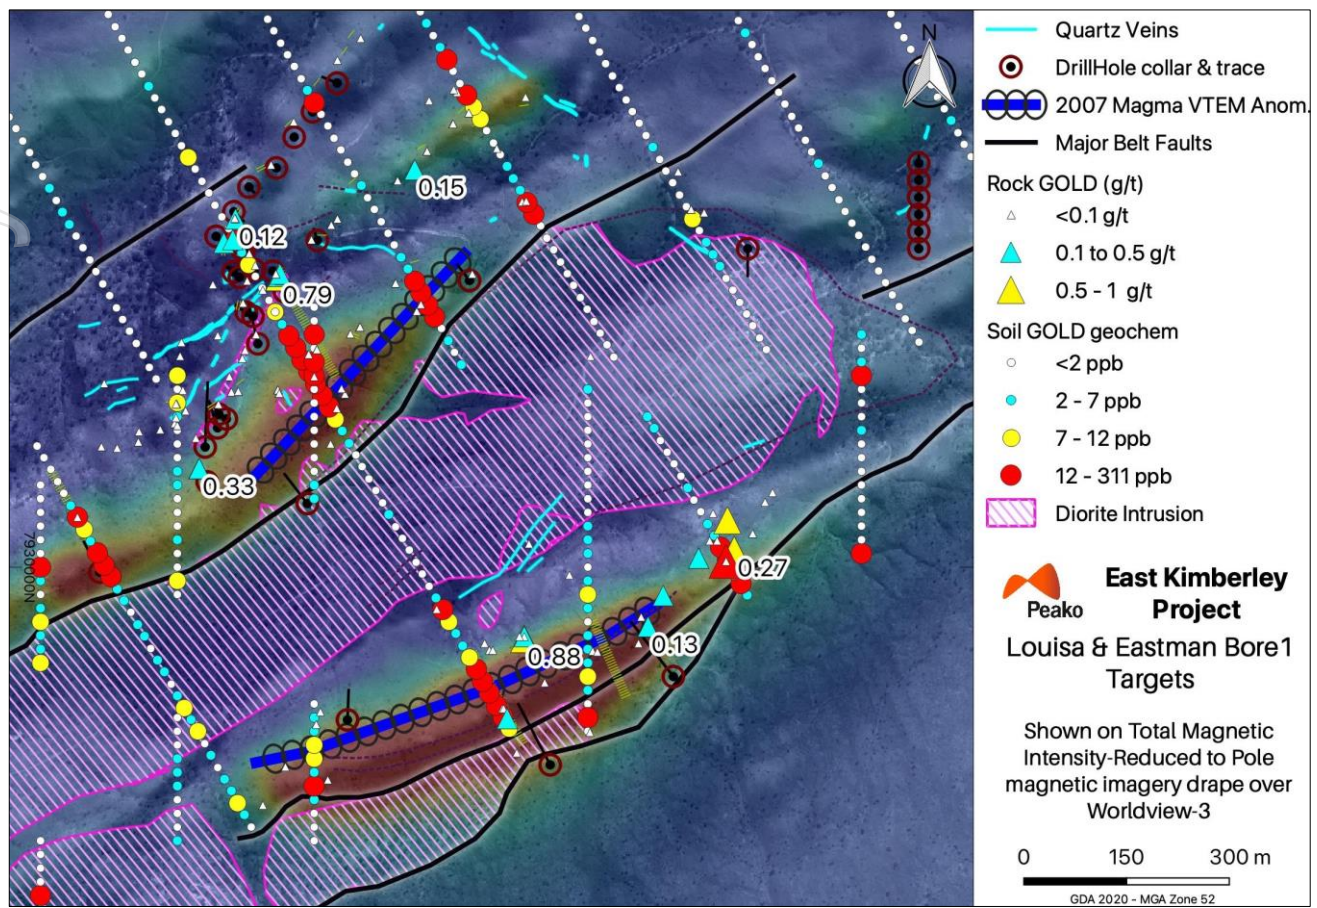 0.15
0.12
0.79
0.33
7930000N
0.27
0.13
0.88
N
Quartz Veins
DrillHole collar & trace
2007 Magma VTEM Anom.
Major Belt Faults
Rock GOLD (g/t)
<0.1 g/t
0.1 to 0.5 g/t
0.5 - 1 g/t
Soil GOLD geochem
<2 ppb
2 - 7 ppb
7 - 12 ppb
12 - 311 ppb
Diorite Intrusion
Peako
East Kimberley
Project
Louisa & Eastman Bore1
Targets
Shown on Total Magnetic
Intensity-Reduced to Pole
magnetic imagery drape over
Worldview-3
0 150 300 m
GDA 2020 - MGA Zone 52